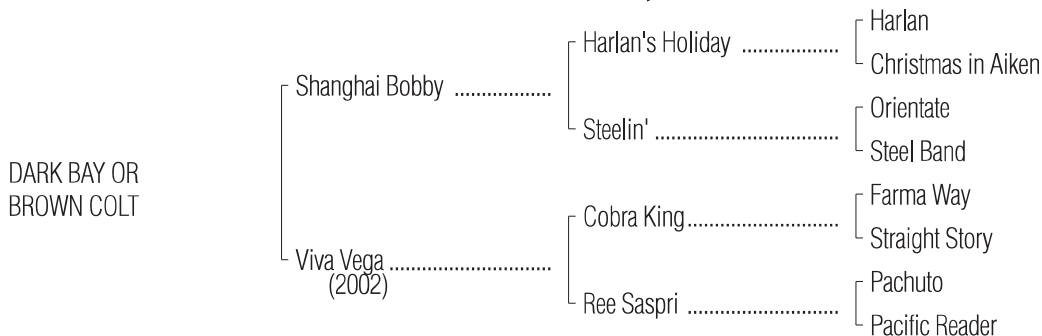 Harlan
Harlan's Holiday ....................
Christmas in Aiken
Shanghai Bobby ....................
Orientate
Steelin' ....................
Steel Band
DARK BAY OR
BROWN COLT
Farma Way
Cobra King....................
Straight Story
Viva Vega ....................
(2002)
Pachuto
Ree Saspri ....................
Pacific Reader